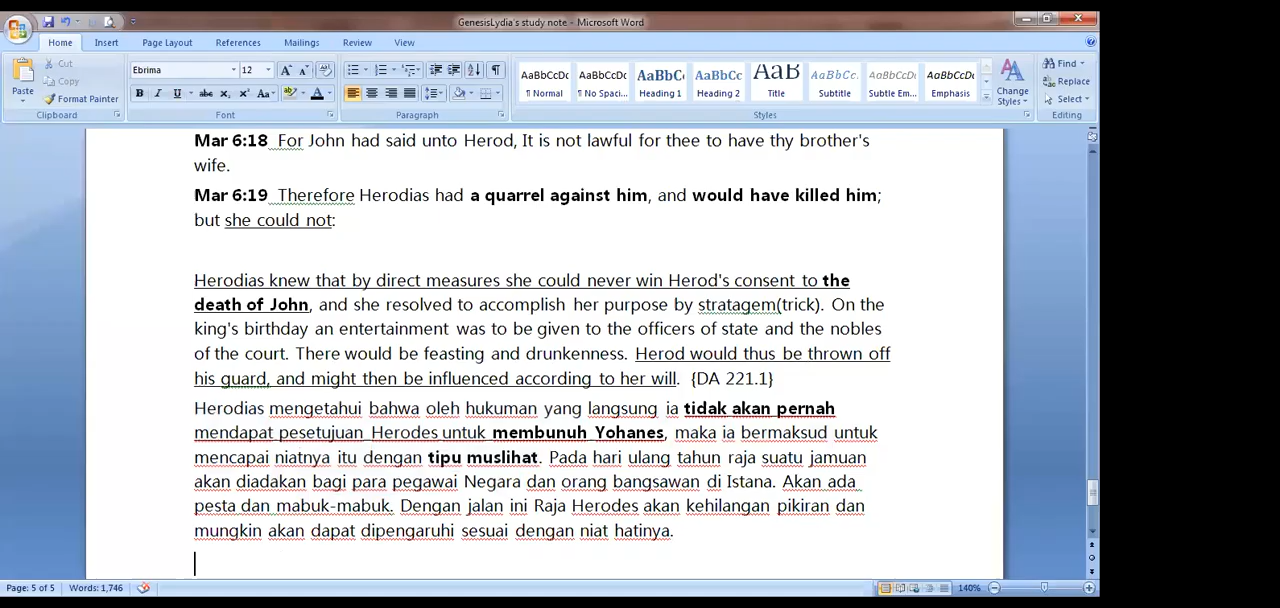 GenesisLydia's study note - Microsoft Word
Home Insert Page Layout References Mailings Review View
Paste
Cut
Copy
Format Painter
Clipboard
Ebrima 12
B I U abc X₂ X² Aa A
Font
Paragraph
AaBbCcDc AaBbCcDc AaBbC( AaBbCc AaB AaBbCc. AaBbCcDc AaBbCcDc
¶ Normal ¶ No Spaci... Heading 1 Heading 2 Title Subtitle Subtle Em... Emphasis
Change
Styles
Styles
Find
Replace
Select
Editing
Mar 6:18 For John had said unto Herod, It is not lawful for thee to have thy brother's
wife.
Mar 6:19 Therefore Herodias had a quarrel against him, and would have killed him;
but she could not:
Herodias knew that by direct measures she could never win Herod's consent to the
death of John, and she resolved to accomplish her purpose by stratagem(trick). On the
king's birthday an entertainment was to be given to the officers of state and the nobles
of the court. There would be feasting and drunkenness. Herod would thus be thrown off
his guard, and might then be influenced according to her will. {DA 221.1}
Herodias mengetahui bahwa oleh hukuman yang langsung ia tidak akan pernah
mendapat pesetujuan Herodes untuk membunuh Yohanes, maka ia bermaksud untuk
mencapai niatnya itu dengan tipu muslihat. Pada hari ulang tahun raja suatu jamuan
akan diadakan bagi para pegawai Negara dan orang bangsawan di Istana. Akan ada
pesta dan mabuk-mabuk. Dengan jalan ini Raja Herodes akan kehilangan pikiran dan
mungkin akan dapat dipengaruhi sesuai dengan niat hatinya.
Page: 5 of 5 Words: 1,746 140%